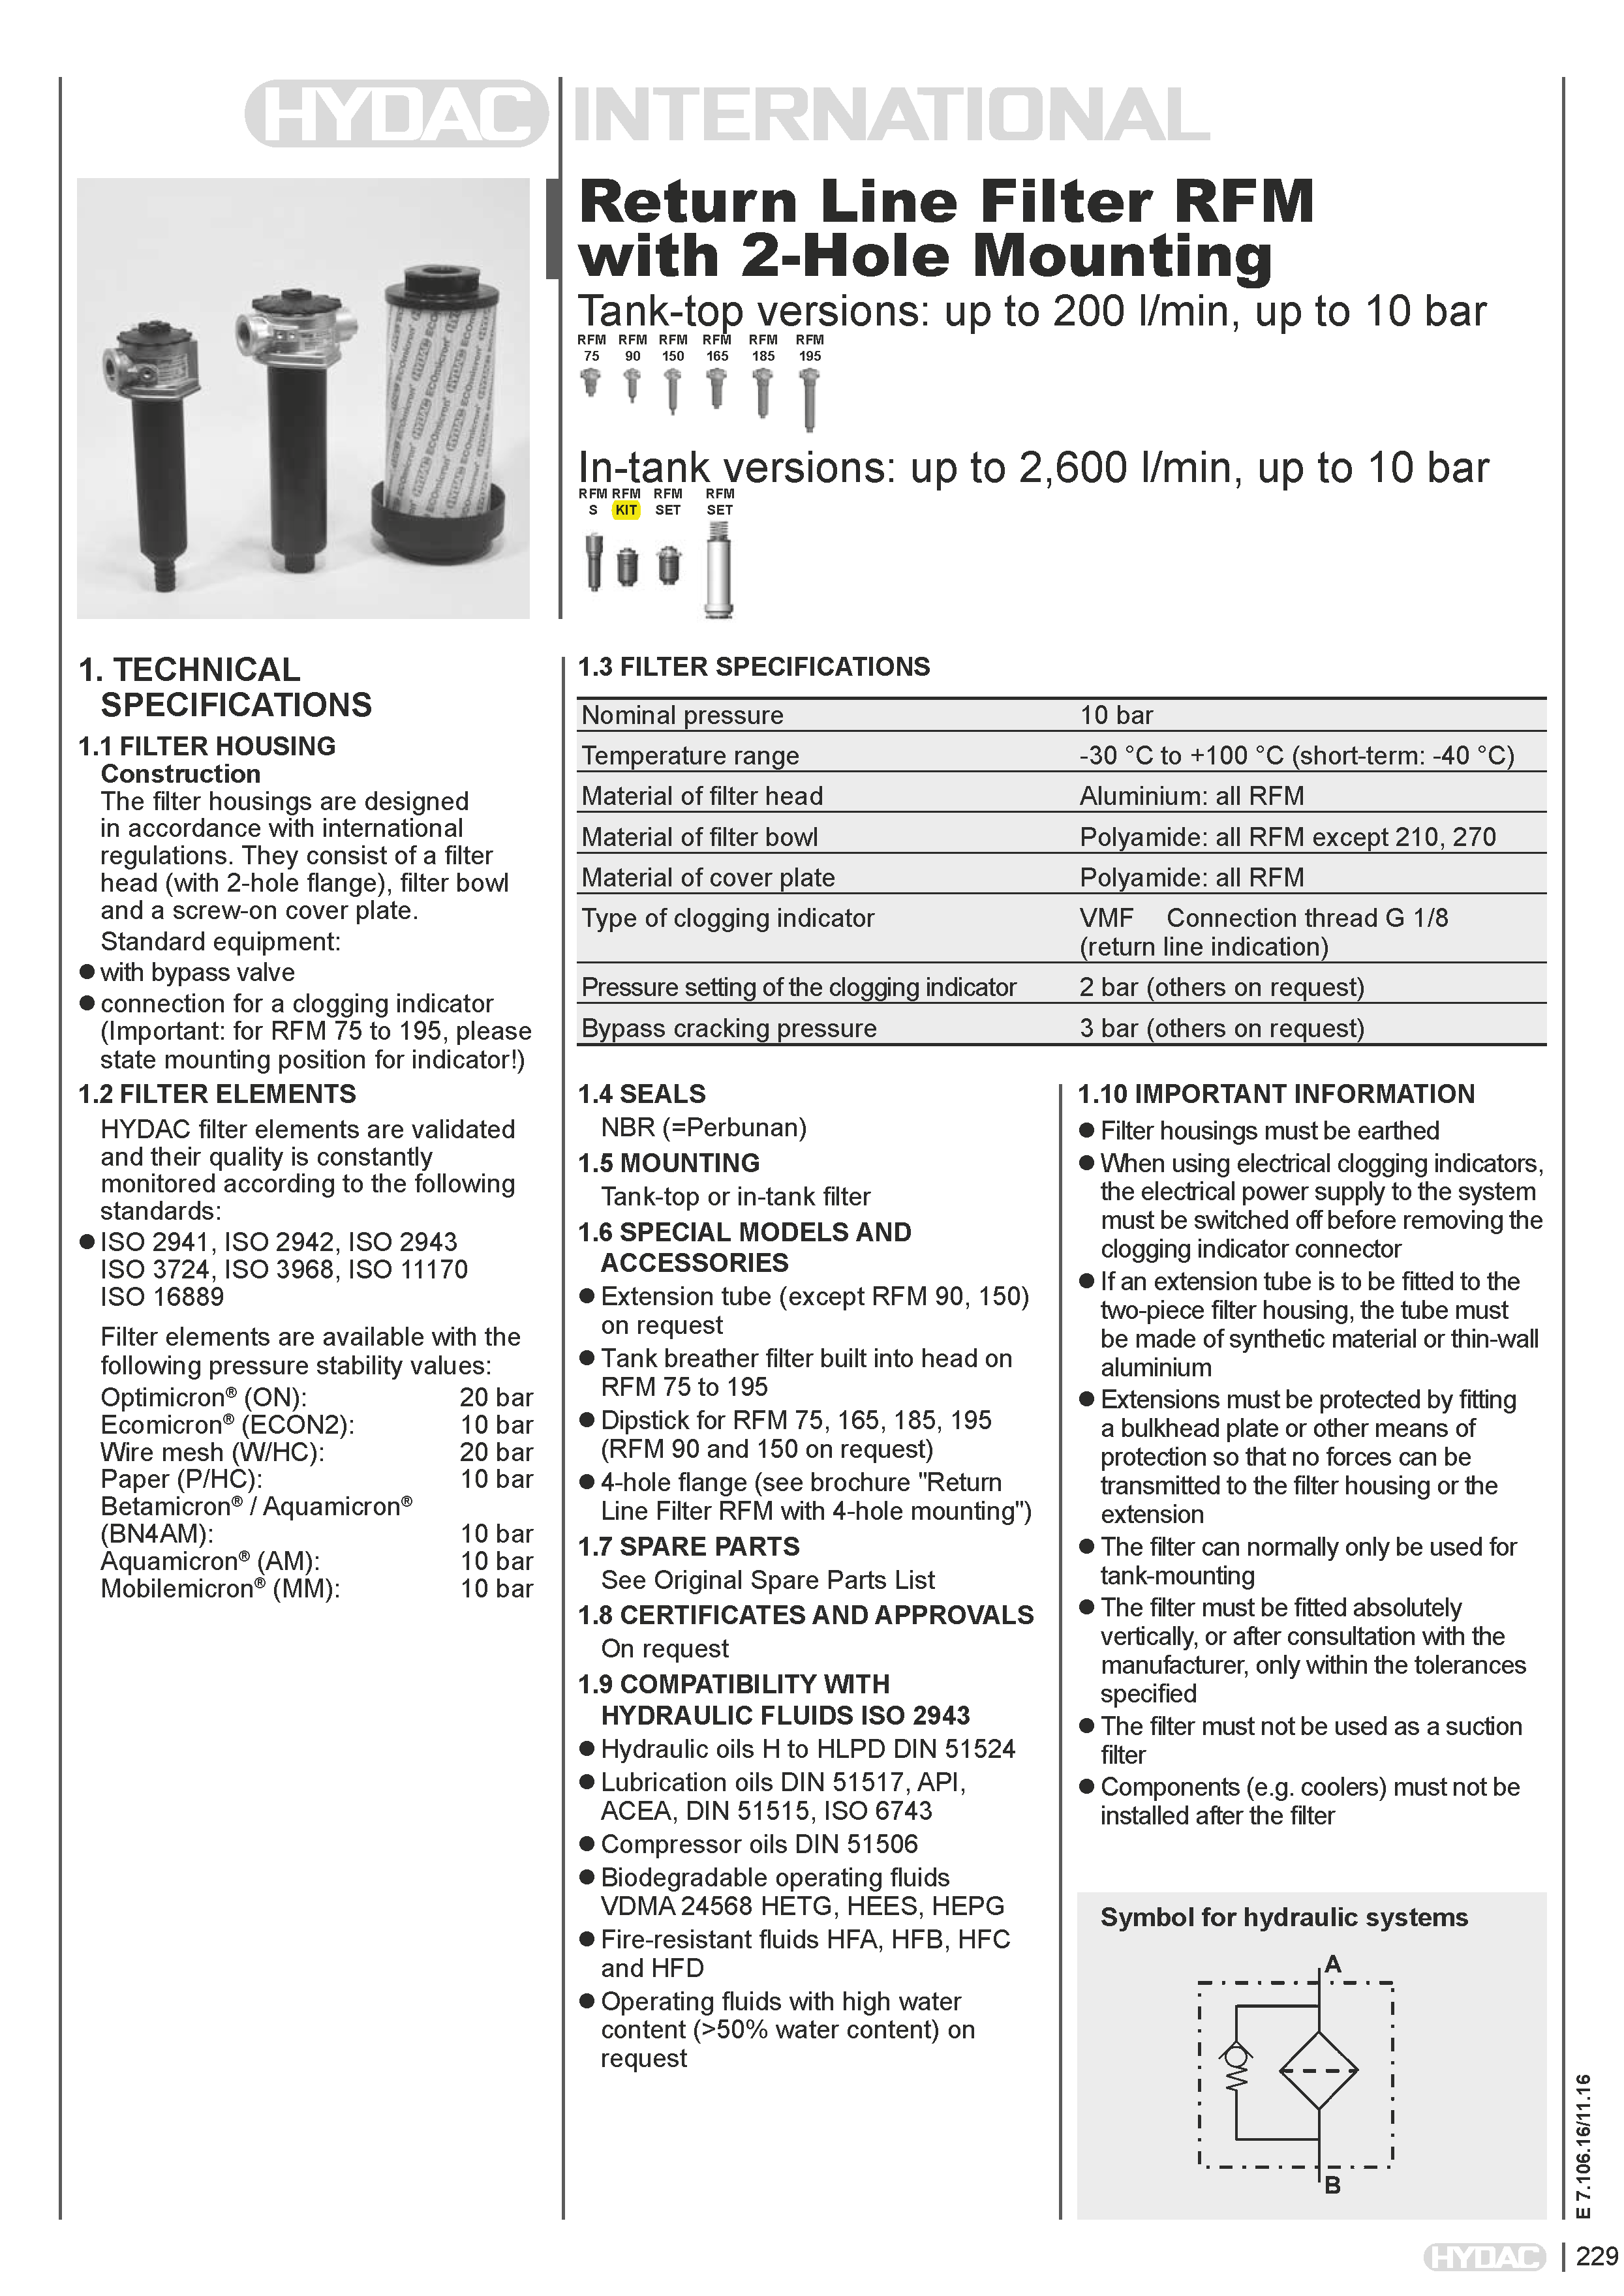 HYDAC INTERNATIONAL
Return Line Filter RFM
with 2-Hole Mounting
Tank-top versions: up to 200 l/min, up to 10 bar
RFM RFM RFM RFM RFM RFM
75 90 150 165 185 195
In-tank versions: up to 2,600 l/min, up to 10 bar
RFM RFM RFM RFM
S KIT SET SET
1. TECHNICAL
SPECIFICATIONS
1.1 FILTER HOUSING
Construction
The filter housings are designed
in accordance with international
regulations. They consist of a filter
head (with 2-hole flange), filter bowl
and a screw-on cover plate.
Standard equipment:
● with bypass valve
● connection for a clogging indicator
(Important: for RFM 75 to 195, please
state mounting position for indicator!)
1.2 FILTER ELEMENTS
HYDAC filter elements are validated
and their quality is constantly
monitored according to the following
standards:
● ISO 2941, ISO 2942, ISO 2943
ISO 3724, ISO 3968, ISO 11170
ISO 16889
Filter elements are available with the
following pressure stability values:
Optimicron® (ON): 20 bar
Ecomicron® (ECON2): 10 bar
Wire mesh (W/HC): 20 bar
Paper (P/HC): 10 bar
Betamicron® / Aquamicron®
(BN4AM): 10 bar
Aquamicron® (AM): 10 bar
Mobilemicron® (MM): 10 bar
1.3 FILTER SPECIFICATIONS
Nominal pressure 10 bar
Temperature range -30 °C to +100 °C (short-term: -40 °C)
Material of filter head Aluminium: all RFM
Material of filter bowl Polyamide: all RFM except 210, 270
Material of cover plate Polyamide: all RFM
Type of clogging indicator VMF Connection thread G 1/8
(return line indication)
Pressure setting of the clogging indicator 2 bar (others on request)
Bypass cracking pressure 3 bar (others on request)
1.4 SEALS
NBR (=Perbunan)
1.5 MOUNTING
Tank-top or in-tank filter
1.6 SPECIAL MODELS AND
ACCESSORIES
● Extension tube (except RFM 90, 150)
on request
● Tank breather filter built into head on
RFM 75 to 195
● Dipstick for RFM 75, 165, 185, 195
(RFM 90 and 150 on request)
● 4-hole flange (see brochure "Return
Line Filter RFM with 4-hole mounting")
1.7 SPARE PARTS
See Original Spare Parts List
1.8 CERTIFICATES AND APPROVALS
On request
1.9 COMPATIBILITY WITH
HYDRAULIC FLUIDS ISO 2943
● Hydraulic oils H to HLPD DIN 51524
● Lubrication oils DIN 51517, API,
ACEA, DIN 51515, ISO 6743
● Compressor oils DIN 51506
● Biodegradable operating fluids
VDMA 24568 HETG, HEES, HEPG
● Fire-resistant fluids HFA, HFB, HFC
and HFD
● Operating fluids with high water
content (>50% water content) on
request
1.10 IMPORTANT INFORMATION
● Filter housings must be earthed
● When using electrical clogging indicators,
the electrical power supply to the system
must be switched off before removing the
clogging indicator connector
● If an extension tube is to be fitted to the
two-piece filter housing, the tube must
be made of synthetic material or thin-wall
aluminium
● Extensions must be protected by fitting
a bulkhead plate or other means of
protection so that no forces can be
transmitted to the filter housing or the
extension
● The filter can normally only be used for
tank-mounting
● The filter must be fitted absolutely
vertically, or after consultation with the
manufacturer, only within the tolerances
specified
● The filter must not be used as a suction
filter
● Components (e.g. coolers) must not be
installed after the filter
Symbol for hydraulic systems
A
B
E 7.106.16/11.16
HYDAC 229